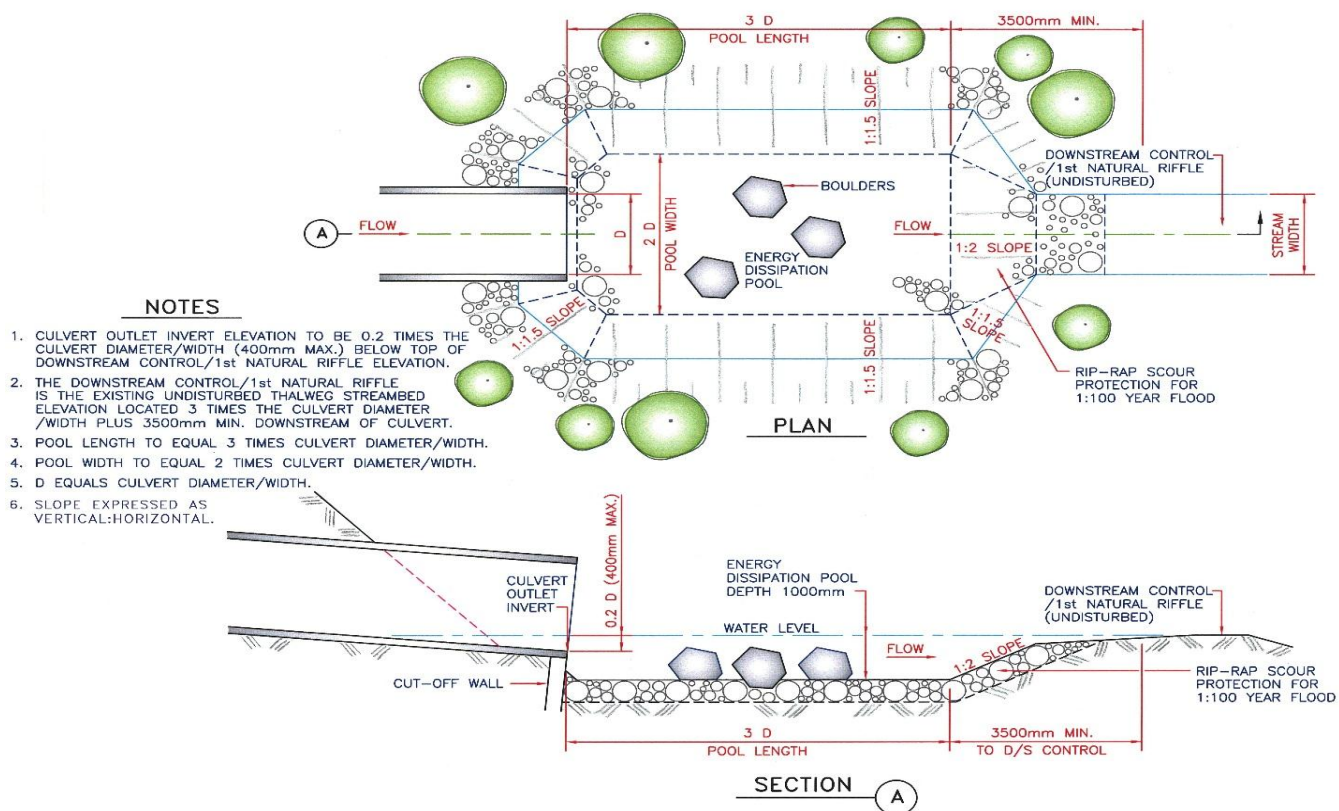 3 D
POOL LENGTH
3500mm MIN.
1:1.5 SLOPE
DOWNSTREAM CONTROL
/1st NATURAL RIFFLE
(UNDISTURBED)
BOULDERS
A
FLOW
D
2 D
POOL WIDTH
FLOW
STREAM
WIDTH
1:2 SLOPE
ENERGY
DISSIPATION
POOL
1:1.5 SLOPE
1:1.5 SLOPE
1:1.5
SLOPE
RIP-RAP SCOUR
PROTECTION FOR
1:100 YEAR FLOOD
PLAN
NOTES
1. CULVERT OUTLET INVERT ELEVATION TO BE 0.2 TIMES THE
CULVERT DIAMETER/WIDTH (400mm MAX.) BELOW TOP OF
DOWNSTREAM CONTROL/1st NATURAL RIFFLE ELEVATION.
2. THE DOWNSTREAM CONTROL/1st NATURAL RIFFLE
IS THE EXISTING UNDISTURBED THALWEG STREAMBED
ELEVATION LOCATED 3 TIMES THE CULVERT DIAMETER
/WIDTH PLUS 3500mm MIN. DOWNSTREAM OF CULVERT.
3. POOL LENGTH TO EQUAL 3 TIMES CULVERT DIAMETER/WIDTH.
4. POOL WIDTH TO EQUAL 2 TIMES CULVERT DIAMETER/WIDTH.
5. D EQUALS CULVERT DIAMETER/WIDTH.
6. SLOPE EXPRESSED AS
VERTICAL:HORIZONTAL.
CULVERT
OUTLET
INVERT
0.2 D (400mm MAX.)
ENERGY
DISSIPATION POOL
DEPTH 1000mm
WATER LEVEL
FLOW
1:2 SLOPE
DOWNSTREAM CONTROL
/1st NATURAL RIFFLE
(UNDISTURBED)
CUT-OFF WALL
RIP-RAP SCOUR
PROTECTION FOR
1:100 YEAR FLOOD
3 D
POOL LENGTH
3500mm MIN.
TO D/S CONTROL
SECTION A